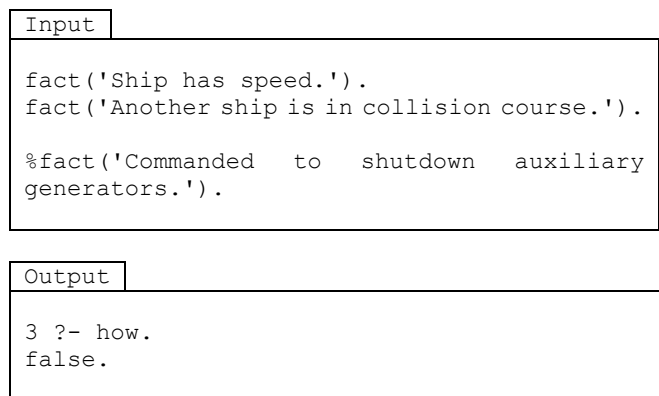 Input
fact('Ship has speed.').
fact('Another ship is in collision course.').
%fact('Commanded to shutdown auxiliary
generators.').
Output
3 ?- how.
false.